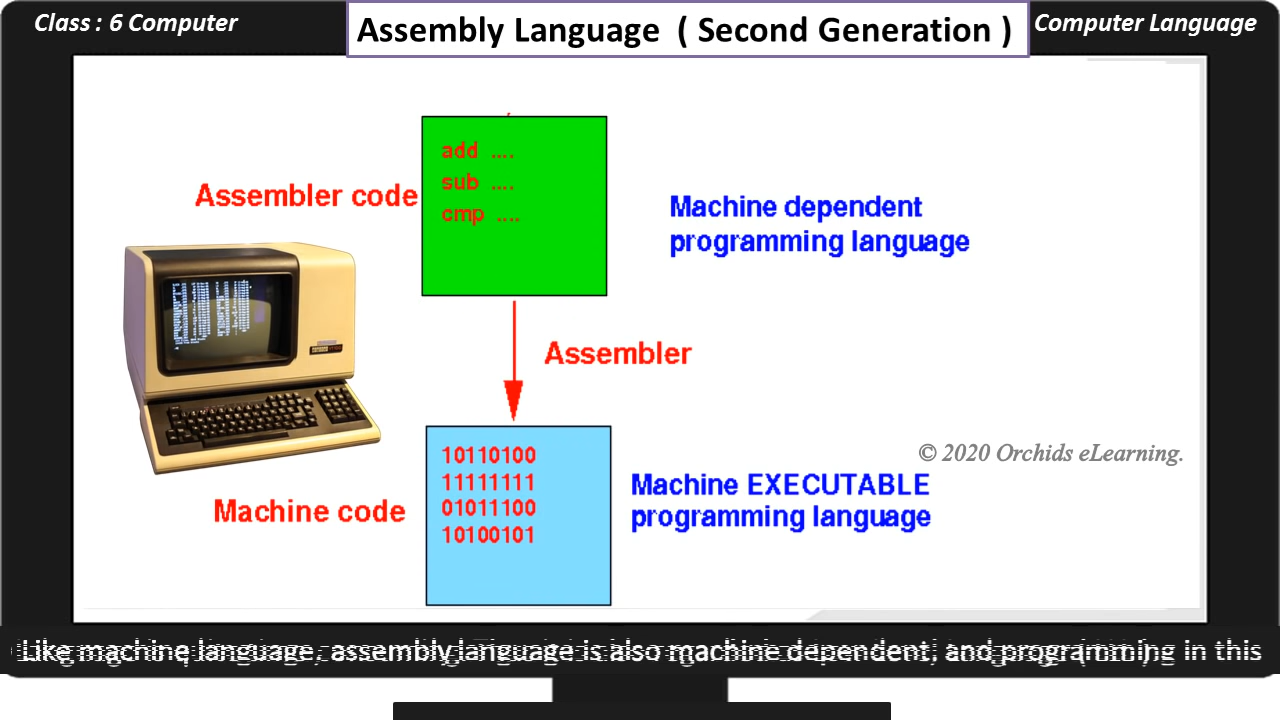 Class : 6 Computer
Assembly Language ( Second Generation )
Computer Language
add ....
sub ....
cmp ....
Assembler code
Machine dependent
programming language
Assembler
10110100
11111111
01011100
10100101
Machine code
© 2020 Orchids eLearning.
Machine EXECUTABLE
programming language
Like machine language, assembly language is also machine dependent, and programming in this